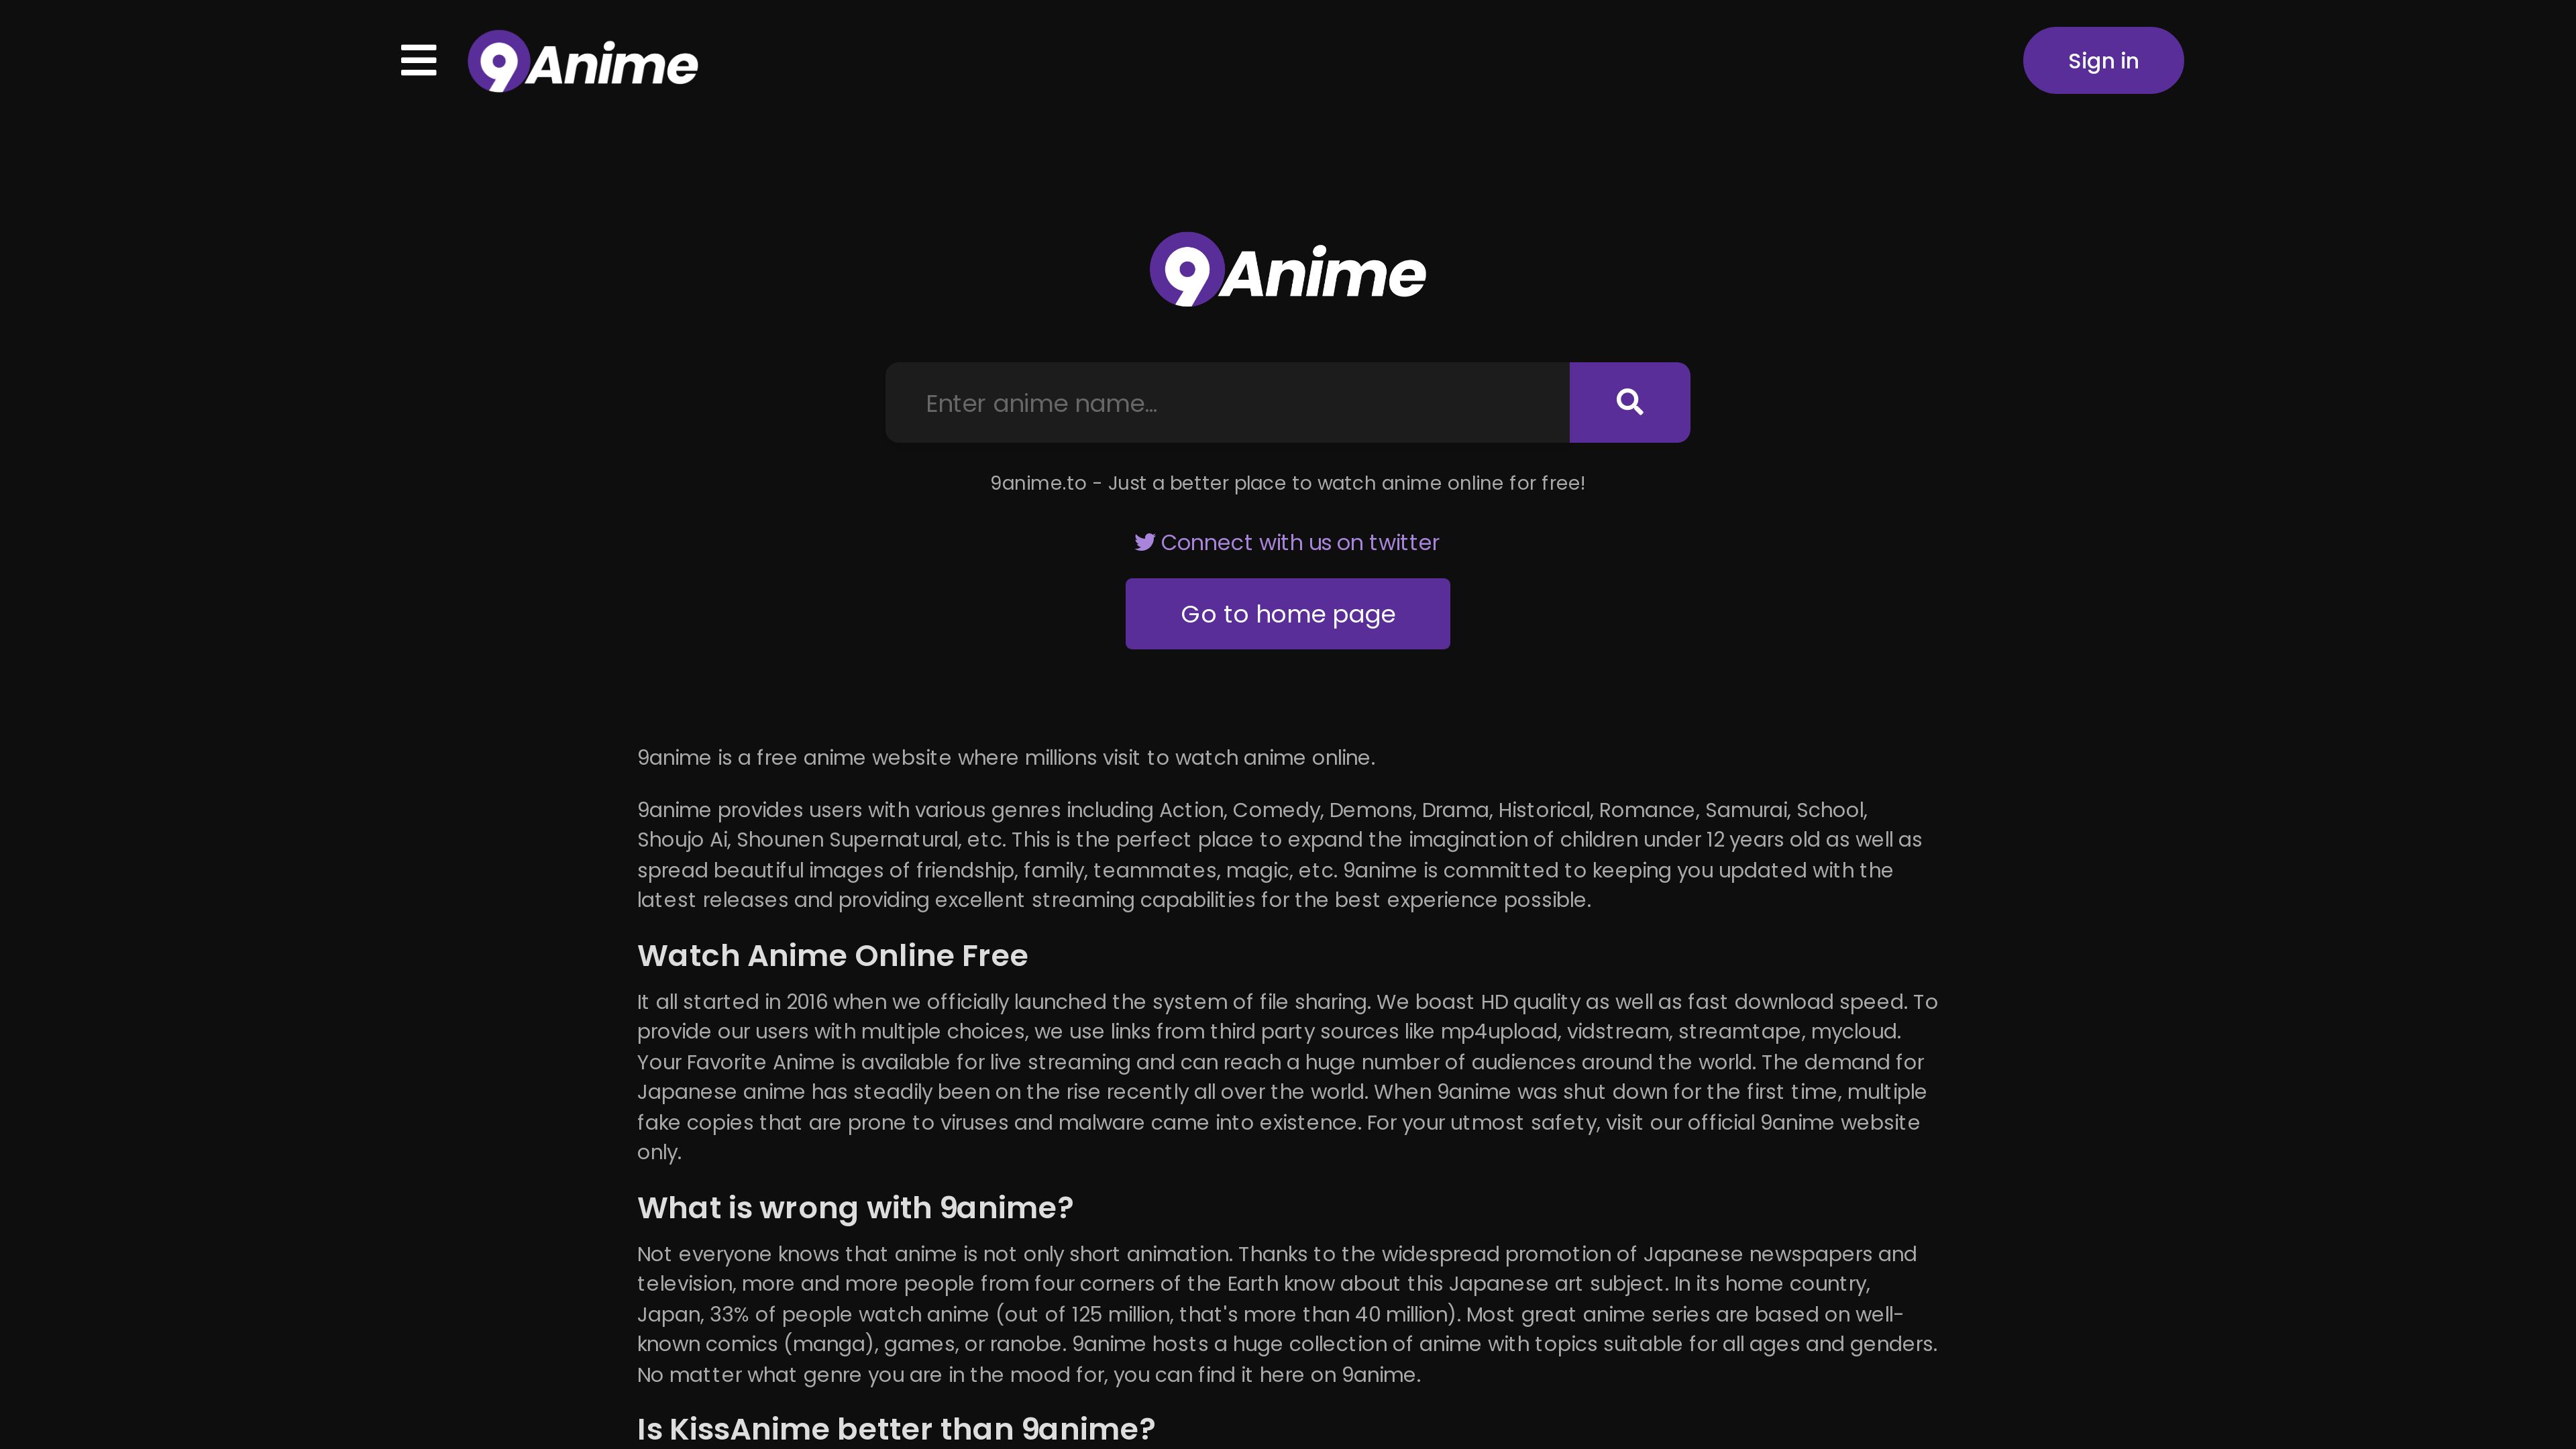 9Anime
Sign in
9Anime
Enter anime name...
9anime.to - Just a better place to watch anime online for free!
Connect with us on twitter
Go to home page
9anime is a free anime website where millions visit to watch anime online.
9anime provides users with various genres including Action, Comedy, Demons, Drama, Historical, Romance, Samurai, School,
Shoujo Ai, Shounen Supernatural, etc. This is the perfect place to expand the imagination of children under 12 years old as well as
spread beautiful images of friendship, family, teammates, magic, etc. 9anime is committed to keeping you updated with the
latest releases and providing excellent streaming capabilities for the best experience possible.
Watch Anime Online Free
It all started in 2016 when we officially launched the system of file sharing. We boast HD quality as well as fast download speed. To
provide our users with multiple choices, we use links from third party sources like mp4upload, vidstream, streamtape, mycloud.
Your Favorite Anime is available for live streaming and can reach a huge number of audiences around the world. The demand for
Japanese anime has steadily been on the rise recently all over the world. When 9anime was shut down for the first time, multiple
fake copies that are prone to viruses and malware came into existence. For your utmost safety, visit our official 9anime website
only.
What is wrong with 9anime?
Not everyone knows that anime is not only short animation. Thanks to the widespread promotion of Japanese newspapers and
television, more and more people from four corners of the Earth know about this Japanese art subject. In its home country,
Japan, 33% of people watch anime (out of 125 million, that's more than 40 million). Most great anime series are based on well-
known comics (manga), games, or ranobe. 9anime hosts a huge collection of anime with topics suitable for all ages and genders.
No matter what genre you are in the mood for, you can find it here on 9anime.
Is KissAnime better than 9anime?